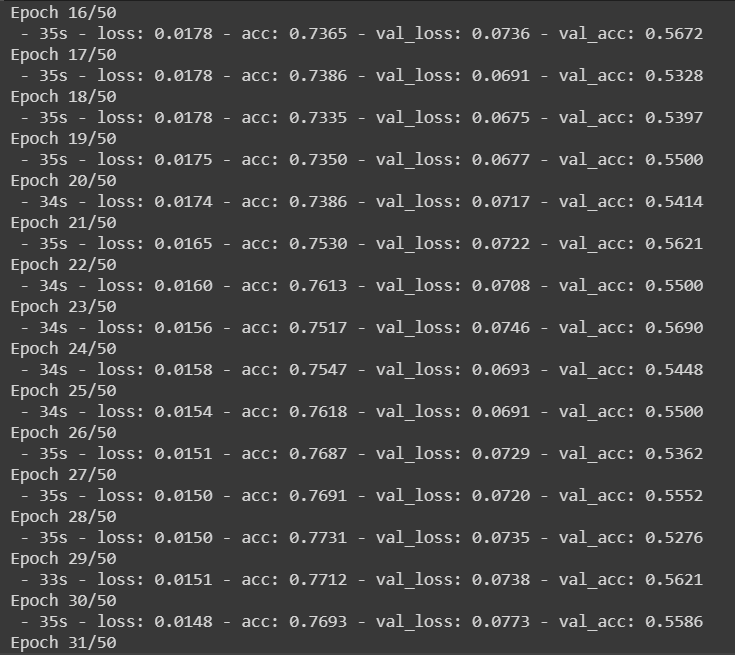 Epoch 16/50
 - 35s - loss: 0.0178 - acc: 0.7365 - val_loss: 0.0736 - val_acc: 0.5672
Epoch 17/50
 - 35s - loss: 0.0178 - acc: 0.7386 - val_loss: 0.0691 - val_acc: 0.5328
Epoch 18/50
 - 35s - loss: 0.0178 - acc: 0.7335 - val_loss: 0.0675 - val_acc: 0.5397
Epoch 19/50
 - 35s - loss: 0.0175 - acc: 0.7350 - val_loss: 0.0677 - val_acc: 0.5500
Epoch 20/50
 - 34s - loss: 0.0174 - acc: 0.7386 - val_loss: 0.0717 - val_acc: 0.5414
Epoch 21/50
 - 35s - loss: 0.0165 - acc: 0.7530 - val_loss: 0.0722 - val_acc: 0.5621
Epoch 22/50
 - 34s - loss: 0.0160 - acc: 0.7613 - val_loss: 0.0708 - val_acc: 0.5500
Epoch 23/50
 - 34s - loss: 0.0156 - acc: 0.7517 - val_loss: 0.0746 - val_acc: 0.5690
Epoch 24/50
 - 34s - loss: 0.0158 - acc: 0.7547 - val_loss: 0.0693 - val_acc: 0.5448
Epoch 25/50
 - 34s - loss: 0.0154 - acc: 0.7618 - val_loss: 0.0691 - val_acc: 0.5500
Epoch 26/50
 - 35s - loss: 0.0151 - acc: 0.7687 - val_loss: 0.0729 - val_acc: 0.5362
Epoch 27/50
 - 35s - loss: 0.0150 - acc: 0.7691 - val_loss: 0.0720 - val_acc: 0.5552
Epoch 28/50
 - 35s - loss: 0.0150 - acc: 0.7731 - val_loss: 0.0735 - val_acc: 0.5276
Epoch 29/50
 - 33s - loss: 0.0151 - acc: 0.7712 - val_loss: 0.0738 - val_acc: 0.5621
Epoch 30/50
 - 35s - loss: 0.0148 - acc: 0.7693 - val_loss: 0.0773 - val_acc: 0.5586
Epoch 31/50